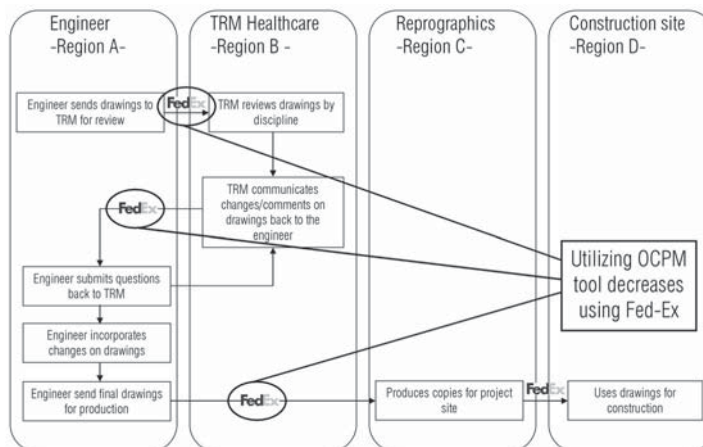 Engineer
-Region A-
TRM Healthcare
-Region B -
Reprographics
-Region C-
Construction site
-Region D-
Engineer sends drawings to
TRM for review
FedEx
TRM reviews drawings by
discipline
TRM communicates
changes/comments on
drawings back to the
engineer
FedEx
Engineer submits questions
back to TRM
Utilizing OCPM
tool decreases
using Fed-Ex
Engineer incorporates
changes on drawings
Engineer send final drawings
for production
FedEx
Produces copies for project
site
FedEx
Uses drawings for
construction